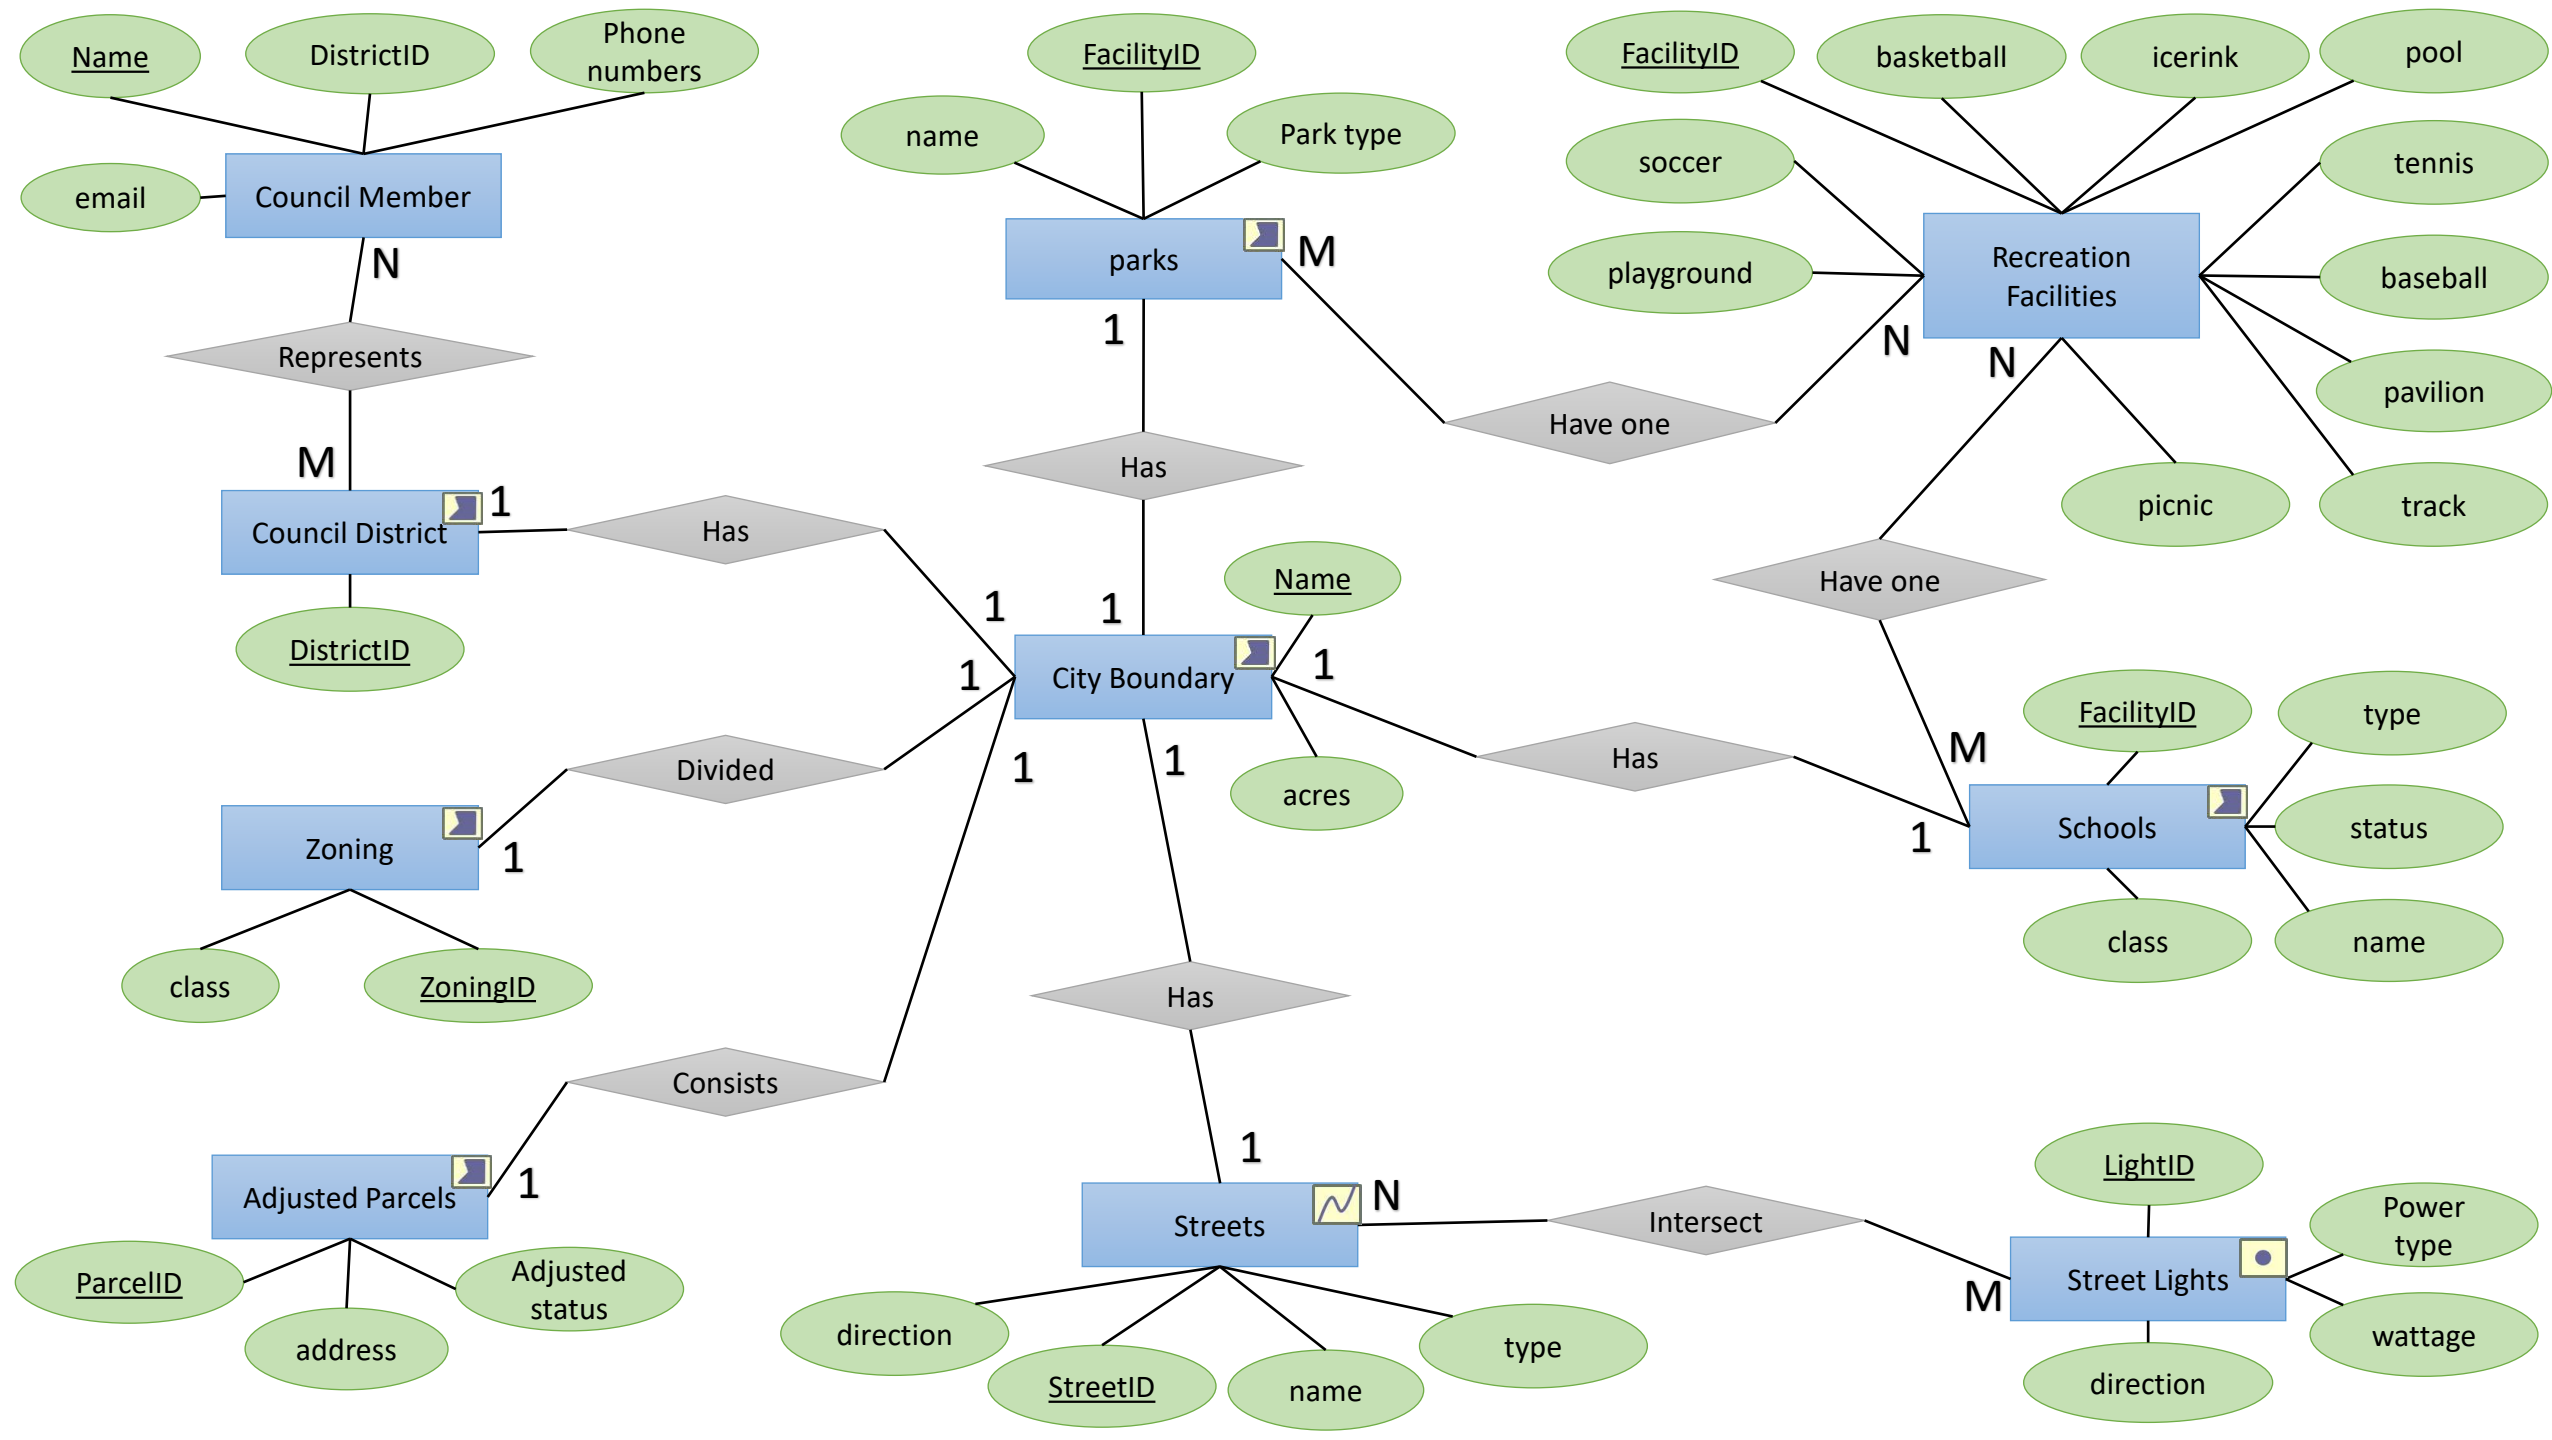 Name
DistrictID
Phone
numbers
email
Council Member
N
Represents
M
Council District
1
DistrictID
Has
1
FacilityID
name
Park type
parks
M
1
Has
1
FacilityID
basketball
icerink
pool
soccer
tennis
playground
Recreation
Facilities
baseball
N
N
pavilion
Have one
picnic
track
Have one
M
Name
City Boundary
1
acres
1
Divided
1
Zoning
class
ZoningID
1
Consists
1
Adjusted Parcels
ParcelID
address
Adjusted
status
Has
1
FacilityID
type
Schools
status
class
name
1
Has
1
Streets
N
direction
StreetID
name
type
Intersect
M
LightID
Power
type
Street Lights
wattage
direction